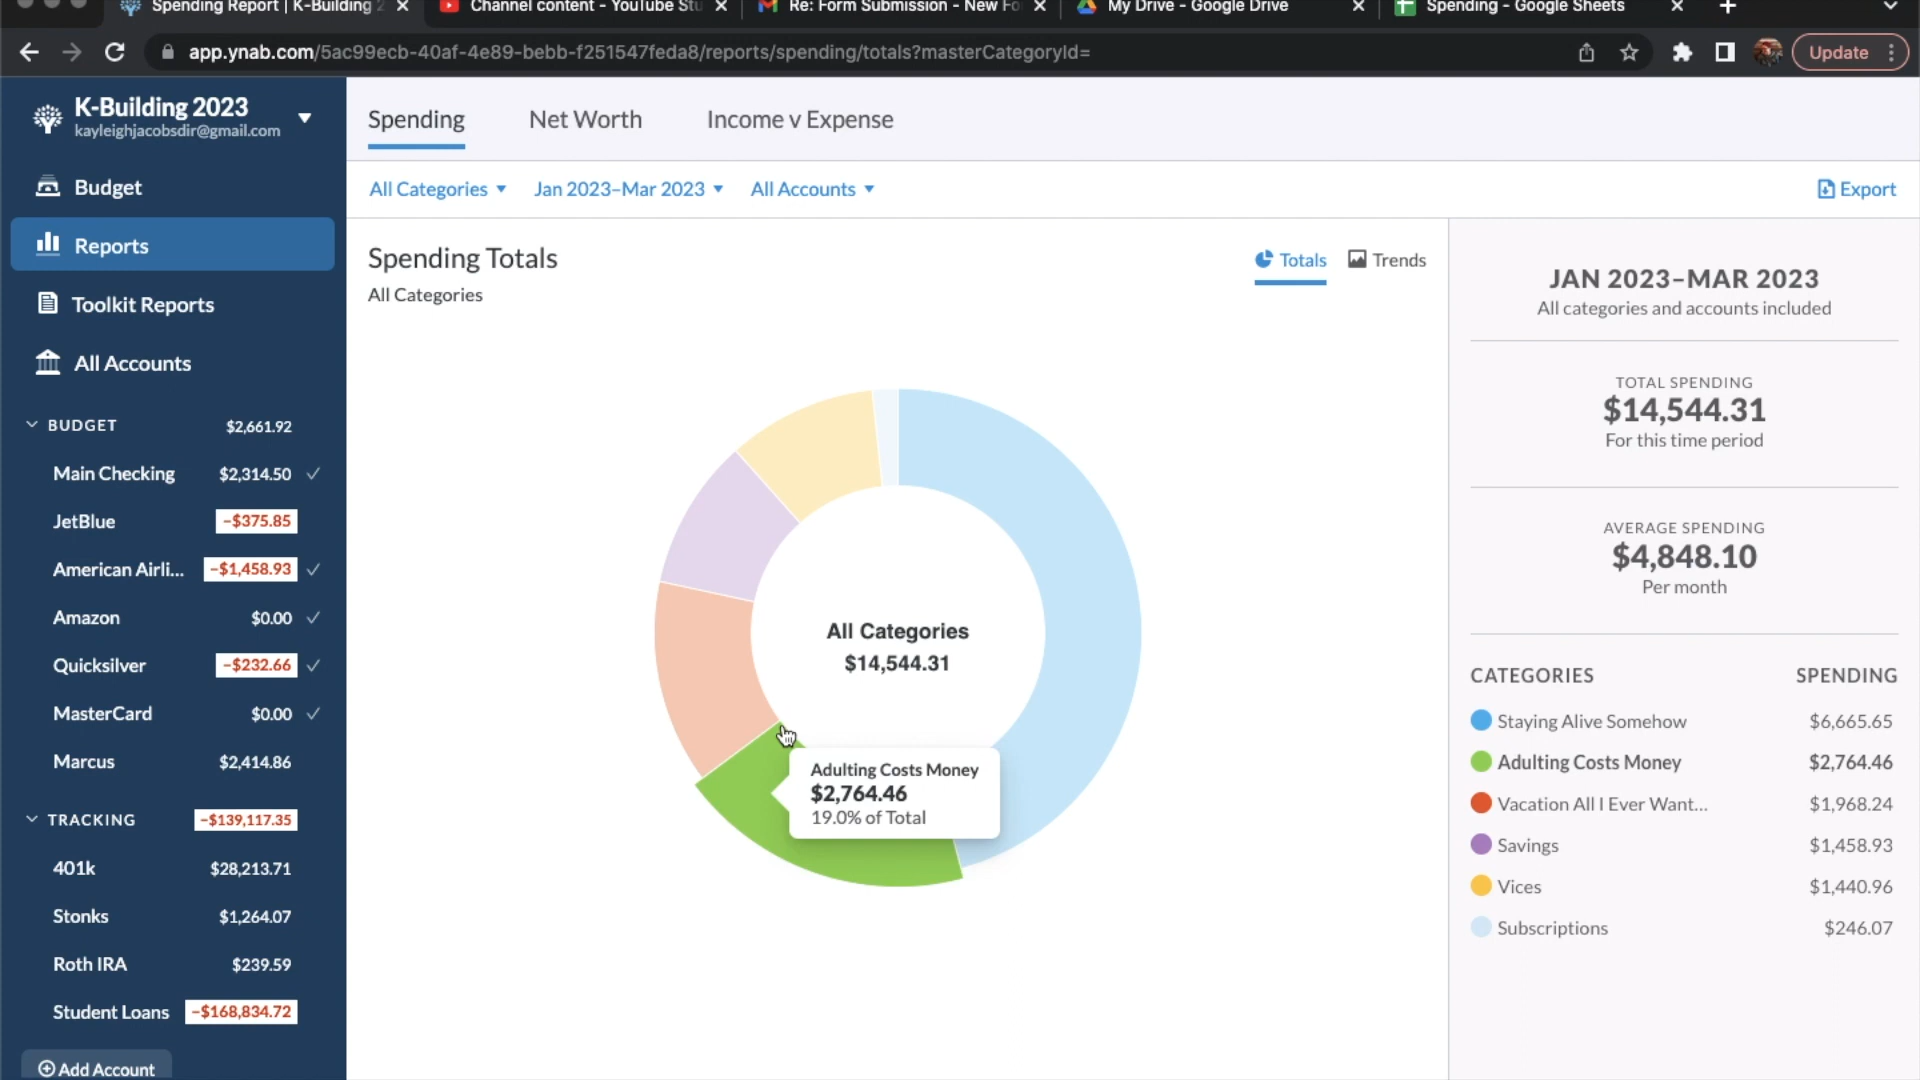 Spending Report | K-Building 2
Channel content - YouTube Stu
Re: Form Submission - New Fo
My Drive - Google Drive
Spending - Google Sheets
app.ynab.com/5ac99ecb-40af-4e89-bebb-f251547feda8/reports/spending/totals?masterCategoryId=
Update
K-Building 2023
kayleighjacobsdir@gmail.com
Budget
Reports
Toolkit Reports
All Accounts
BUDGET $2,661.92
Main Checking $2,314.50
JetBlue -$375.85
American Airli... -$1,458.93
Amazon $0.00
Quicksilver -$232.66
MasterCard $0.00
Marcus $2,414.86
TRACKING -$139,117.35
401k $28,213.71
Stonks $1,264.07
Roth IRA $239.59
Student Loans -$168,834.72
Add Account
Spending Net Worth Income v Expense
All Categories Jan 2023–Mar 2023 All Accounts Export
Spending Totals
All Categories
Totals Trends
All Categories
$14,544.31
Adulting Costs Money
$2,764.46
19.0% of Total
JAN 2023–MAR 2023
All categories and accounts included
TOTAL SPENDING
$14,544.31
For this time period
AVERAGE SPENDING
$4,848.10
Per month
CATEGORIES SPENDING
Staying Alive Somehow $6,665.65
Adulting Costs Money $2,764.46
Vacation All I Ever Want... $1,968.24
Savings $1,458.93
Vices $1,440.96
Subscriptions $246.07